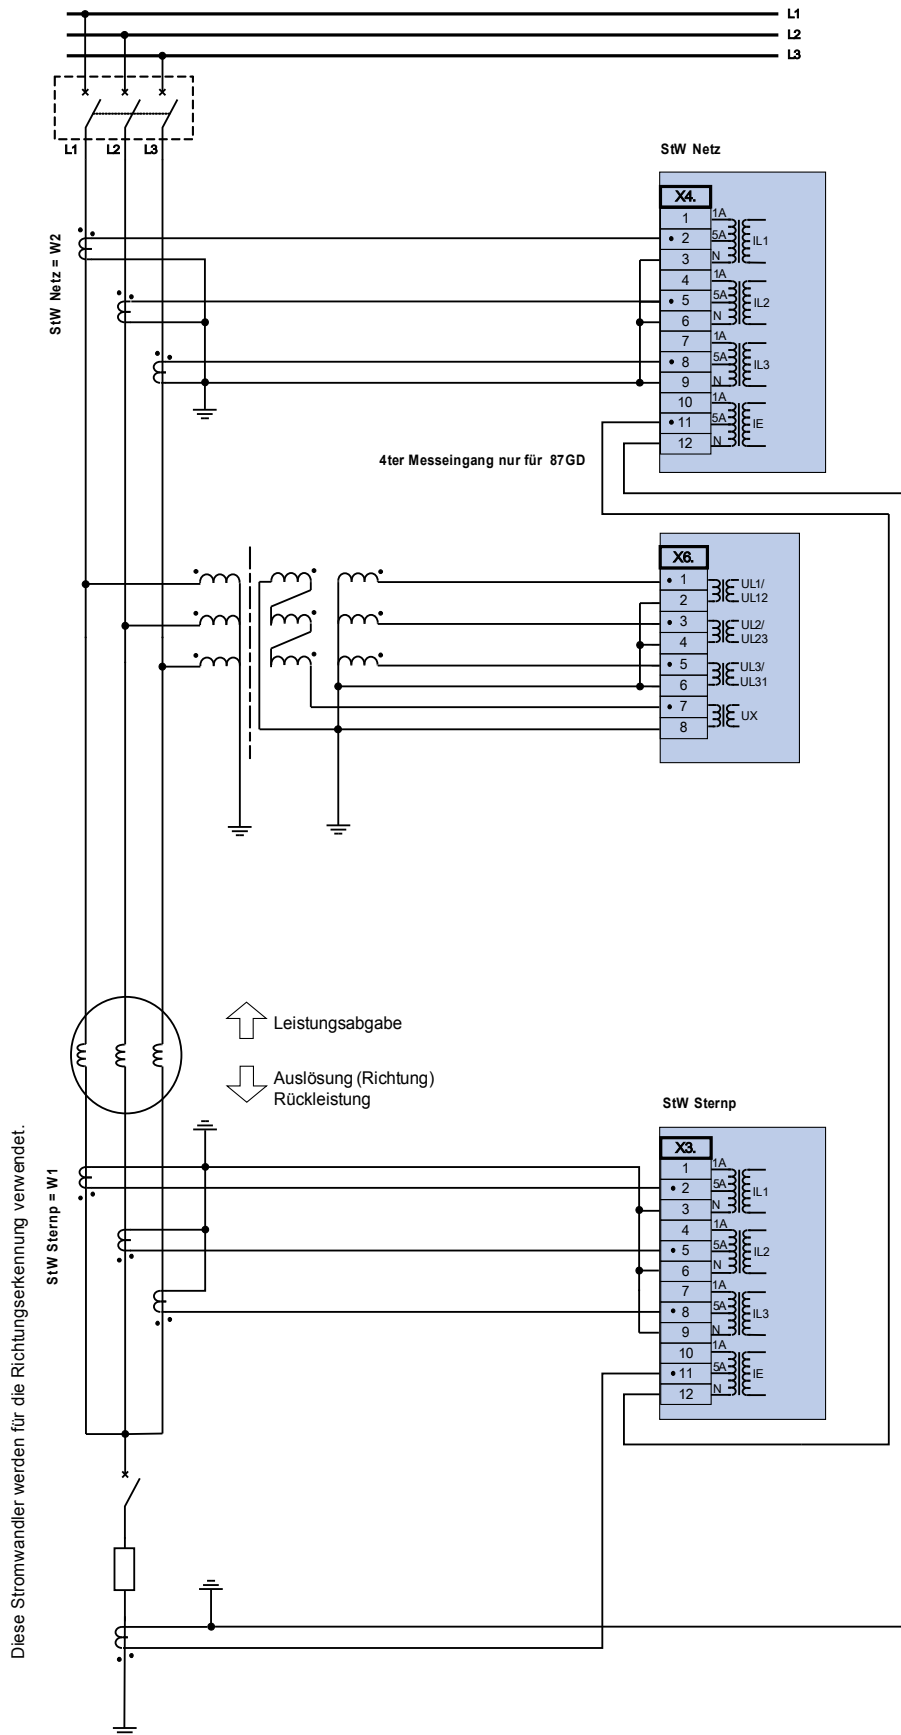 L1
L2
L3
L1
L2
L3
StW Netz
X4.
1
1A
2
5A
IL1
3
N
4
1A
5
5A
IL2
6
N
7
1A
8
5A
IL3
9
N
10
1A
11
5A
IE
12
N
StW Netz = W2
4ter Messeingang nur für 87GD
X6.
1
UL1/
2
UL12
3
UL2/
4
UL23
5
UL3/
6
UL31
7
UX
8
Leistungsabgabe
Auslösung (Richtung)
Rückleistung
StW Sternp
X3.
1
1A
2
5A
IL1
3
N
4
1A
5
5A
IL2
6
N
7
1A
8
5A
IL3
9
N
10
1A
11
5A
IE
12
N
StW Sternp = W1
Diese Stromwandler werden für die Richtungserkennung verwendet.